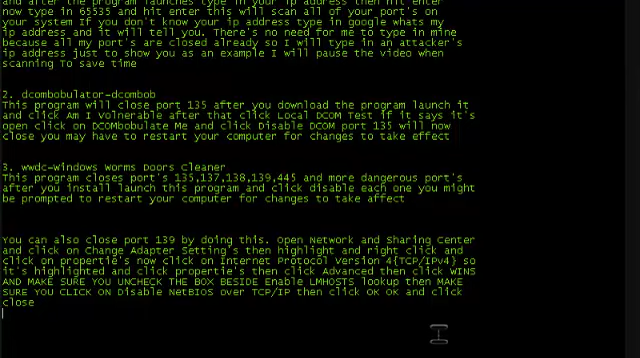 and after the program launches type in your ip address then hit enter
now type in 65535 and hit enter this will scan all of your port's on
your system If you don't know your ip address type in google whats my
ip address and it will tell you. There's no need for me to type in mine
because all my port's are closed already so I will type in an attacker's
ip address just to show you as an example I will pause the video when
scanning To save time
2. dcombobulator-dcombob
This program will close port 135 after you download the program launch it
and click Am I Vulnerable after that click Local DCOM Test if it says it's
open click on DCOMbobulate Me and click Disable DCOM port 135 will now
close you may have to restart your computer for changes to take effect
3. wwdc-Windows Worms Doors Cleaner
This program closes port's 135,137,138,139,445 and more dangerous port's
after you install launch this program and click disable each one you might
be prompted to restart your computer for changes to take affect
You can also close port 139 by doing this. Open Network and Sharing Center
and click on Change Adapter Setting's then highlight and right click and
click on propertie's now click on Internet Protocol Version 4{TCP/IPv4} so
it's highlighted and click propertie's then click Advanced then click WINS
AND MAKE SURE YOU UNCHECK THE BOX BESIDE Enable LMHOSTS lookup then MAKE
SURE YOU CLICK ON Disable NetBIOS over TCP/IP then click OK OK and click
close